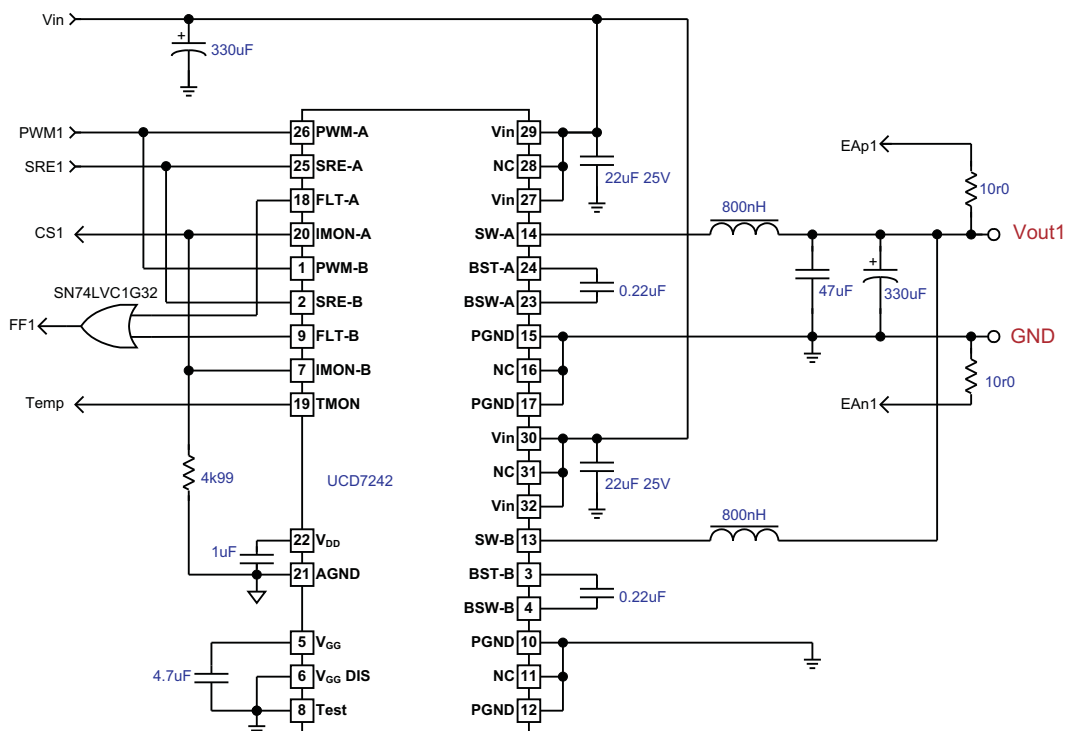 Vin
330uF
PWM1
26 PWM-A
Vin 29
EAp1
SRE1
25 SRE-A
NC 28
22uF 25V
10r0
18 FLT-A
Vin 27
800nH
CS1
20 IMON-A
SW-A 14
Vout1
1 PWM-B
BST-A 24
SN74LVC1G32
0.22uF
47uF
330uF
2 SRE-B
BSW-A 23
FF1
9 FLT-B
PGND 15
GND
7 IMON-B
NC 16
10r0
Temp
19 TMON
PGND 17
EAn1
Vin 30
4k99
UCD7242
NC 31
22uF 25V
Vin 32
800nH
22 VDD
SW-B 13
1uF
21 AGND
BST-B 3
0.22uF
BSW-B 4
5 VGG
PGND 10
4.7uF
6 VGG DIS
NC 11
8 Test
PGND 12